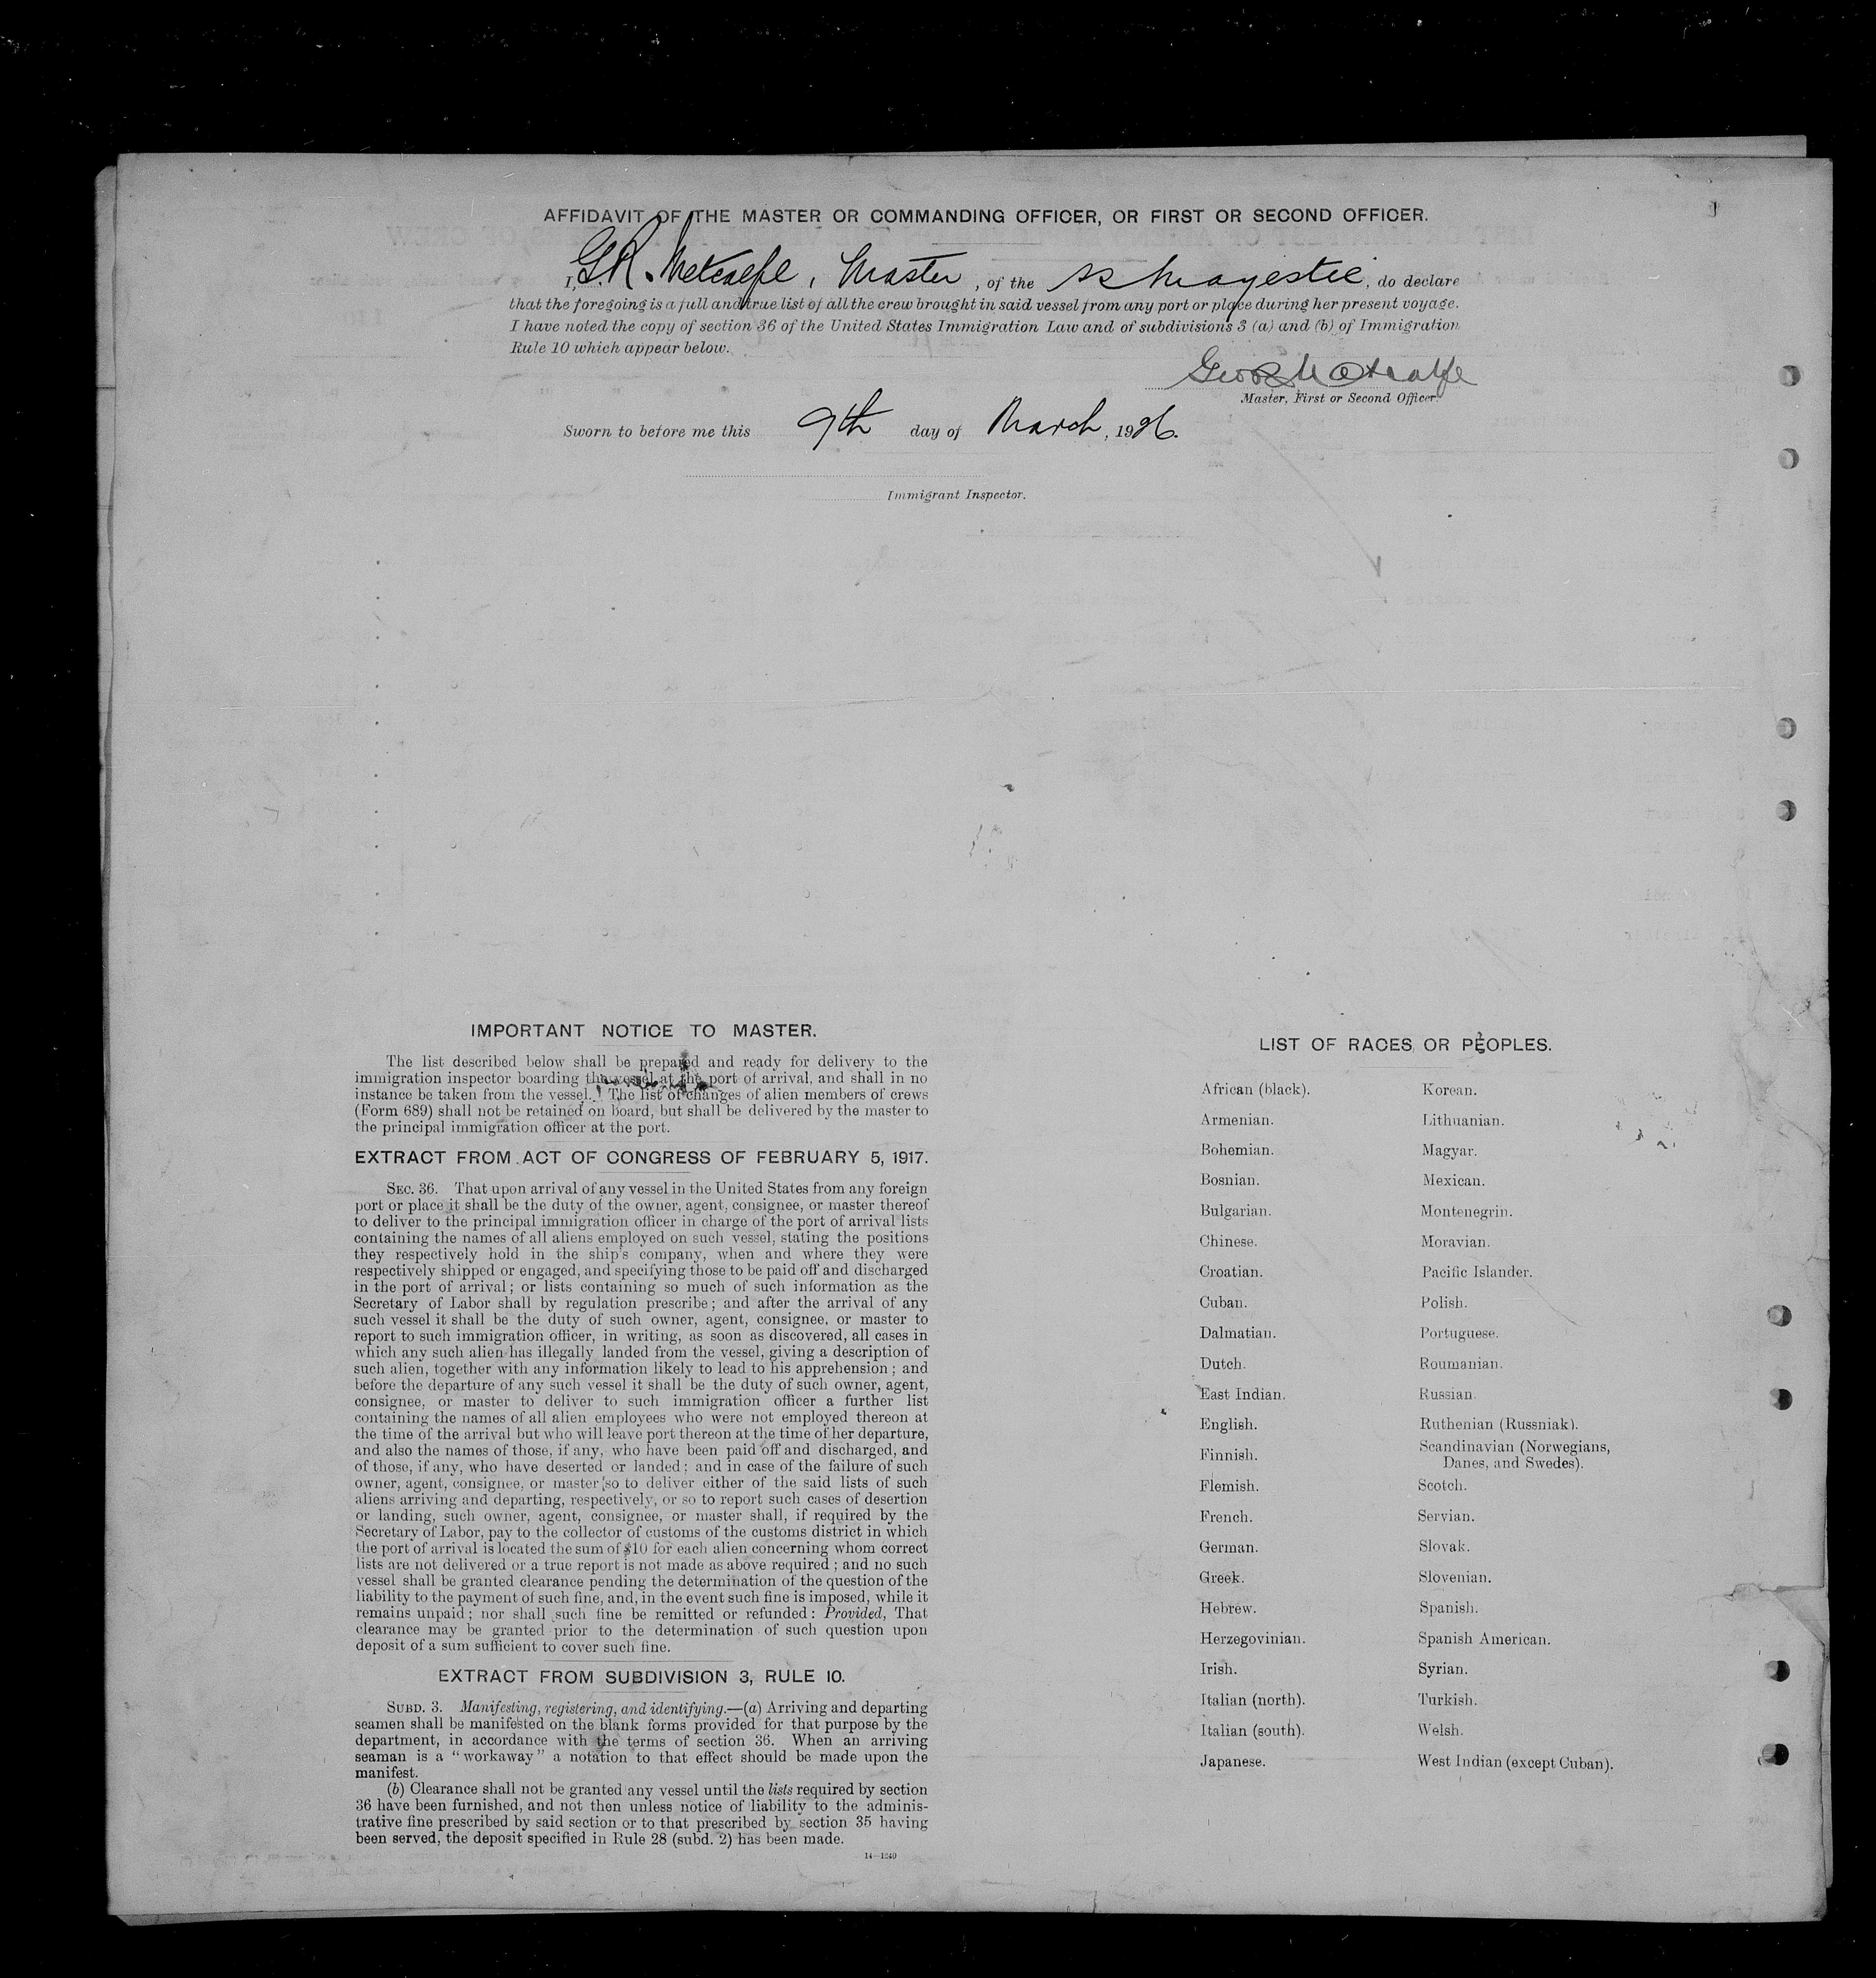 AFFIDAVIT OF THE MASTER OR COMMANDING OFFICER, OR FIRST OR SECOND OFFICER.
I, G.R. Metcalfe, Master, of the SS Majestic, do declare
that the foregoing is a full and true list of all the crew brought in said vessel from any port or place during her present voyage.
I have noted the copy of section 36 of the United States Immigration Law and of subdivisions 3 (a) and (b) of Immigration
Rule 10 which appear below.
Geo R Metcalfe
Master, First or Second Officer.
Sworn to before me this 9th day of March, 1926.
Immigrant Inspector.
IMPORTANT NOTICE TO MASTER.
The list described below shall be prepared and ready for delivery to the
immigration inspector boarding the vessel at the port of arrival, and shall in no
instance be taken from the vessel. The list of changes of alien members of crews
(Form 689) shall not be retained on board, but shall be delivered by the master to
the principal immigration officer at the port.
EXTRACT FROM ACT OF CONGRESS OF FEBRUARY 5, 1917.
SEC. 36. That upon arrival of any vessel in the United States from any foreign
port or place it shall be the duty of the owner, agent, consignee, or master thereof
to deliver to the principal immigration officer in charge of the port of arrival lists
containing the names of all aliens employed on such vessel, stating the positions
they respectively hold in the ship's company, when and where they were
respectively shipped or engaged, and specifying those to be paid off and discharged
in the port of arrival; or lists containing so much of such information as the
Secretary of Labor shall by regulation prescribe; and after the arrival of any
such vessel it shall be the duty of such owner, agent, consignee, or master to
report to such immigration officer, in writing, as soon as discovered, all cases in
which any such alien has illegally landed from the vessel, giving a description of
such alien, together with any information likely to lead to his apprehension; and
before the departure of any such vessel it shall be the duty of such owner, agent,
consignee, or master to deliver to such immigration officer a further list
containing the names of all alien employees who were not employed thereon at
the time of the arrival but who will leave port thereon at the time of her departure,
and also the names of those, if any, who have been paid off and discharged, and
of those, if any, who have deserted or landed; and in case of the failure of such
owner, agent, consignee, or master so to deliver either of the said lists of such
aliens arriving and departing, respectively, or so to report such cases of desertion
or landing, such owner, agent, consignee, or master shall, if required by the
Secretary of Labor, pay to the collector of customs of the customs district in which
the port of arrival is located the sum of $10 for each alien concerning whom correct
lists are not delivered or a true report is not made as above required; and no such
vessel shall be granted clearance pending the determination of the question of the
liability to the payment of such fine, and, in the event such fine is imposed, while it
remains unpaid; nor shall such fine be remitted or refunded: Provided, That
clearance may be granted prior to the determination of such question upon
deposit of a sum sufficient to cover such fine.
EXTRACT FROM SUBDIVISION 3, RULE 10.
SUBD. 3. Manifesting, registering, and identifying.—(a) Arriving and departing
seamen shall be manifested on the blank forms provided for that purpose by the
department, in accordance with the terms of section 36. When an arriving
seaman is a "workaway" a notation to that effect should be made upon the
manifest.
(b) Clearance shall not be granted any vessel until the lists required by section
36 have been furnished, and not then unless notice of liability to the adminis-
trative fine prescribed by said section or to that prescribed by section 35 having
been served, the deposit specified in Rule 28 (subd. 2) has been made.
14—1240
LIST OF RACES OR PEOPLES.
African (black).
Armenian.
Bohemian.
Bosnian.
Bulgarian.
Chinese.
Croatian.
Cuban.
Dalmatian.
Dutch.
East Indian.
English.
Finnish.
Flemish.
French.
German.
Greek.
Hebrew.
Herzegovinian.
Irish.
Italian (north).
Italian (south).
Japanese.
Korean.
Lithuanian.
Magyar.
Mexican.
Montenegrin.
Moravian.
Pacific Islander.
Polish.
Portuguese.
Roumanian.
Russian.
Ruthenian (Russniak).
Scandinavian (Norwegians,
Danes, and Swedes).
Scotch.
Servian.
Slovak.
Slovenian.
Spanish.
Spanish American.
Syrian.
Turkish.
Welsh.
West Indian (except Cuban).